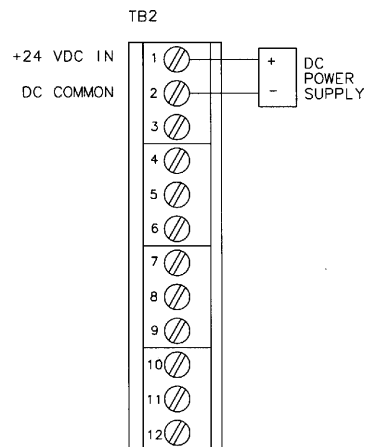 TB2
+24 VDC IN 1 + DC
POWER
DC COMMON 2 - SUPPLY
3
4
5
6
7
8
9
10
11
12